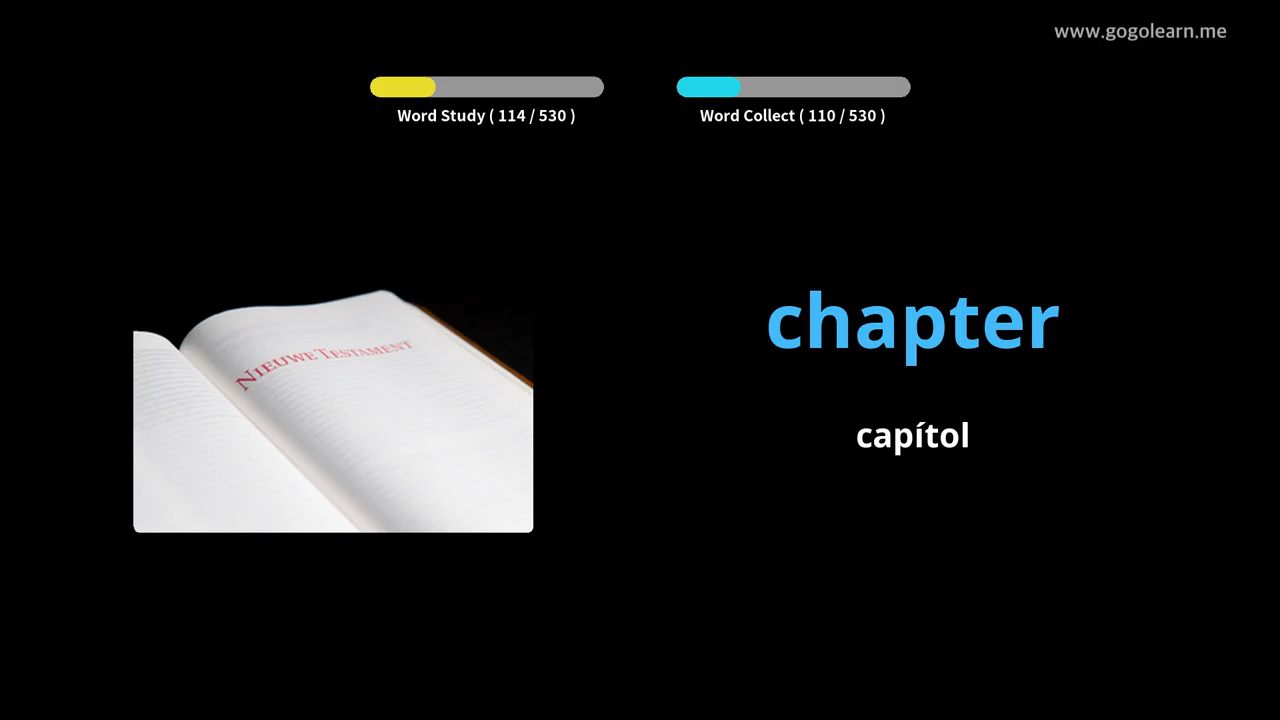 www.gogolearn.me
Word Study ( 114 / 530 )
Word Collect ( 110 / 530 )
chapter
capítol
NIEUWE TESTAMENT